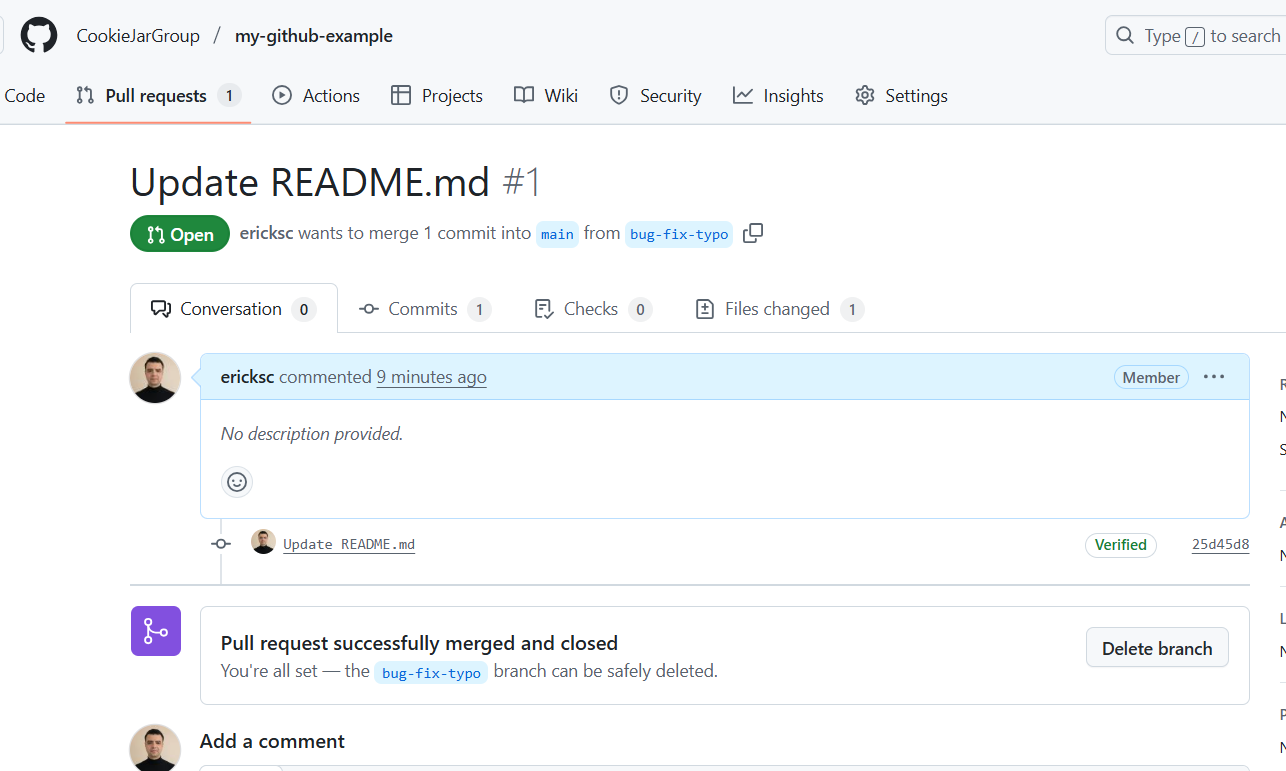 CookieJarGroup / my-github-example
Type / to search
Code Pull requests 1 Actions Projects Wiki Security Insights Settings
Update README.md #1
Open ericksc wants to merge 1 commit into main from bug-fix-typo
Conversation 0 Commits 1 Checks 0 Files changed 1
ericksc commented 9 minutes ago Member
No description provided.
Update README.md Verified 25d45d8
Pull request successfully merged and closed
You're all set — the bug-fix-typo branch can be safely deleted.
Delete branch
Add a comment